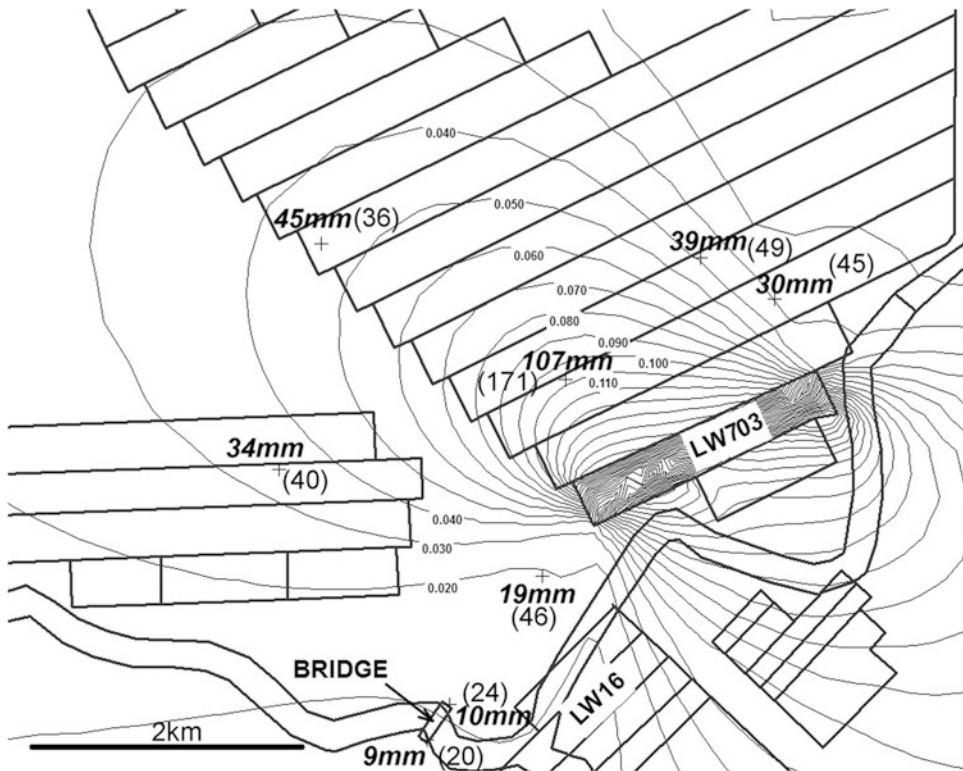 0.040
0.050
45mm (36)
0.060
39mm (49)
(45)
30mm
0.070
0.080
0.090
107mm
0.100
(171)
0.110
LW703
34mm
(40)
0.040
0.030
0.020
19mm
(46)
BRIDGE
(24)
10mm
LW16
2km
9mm (20)